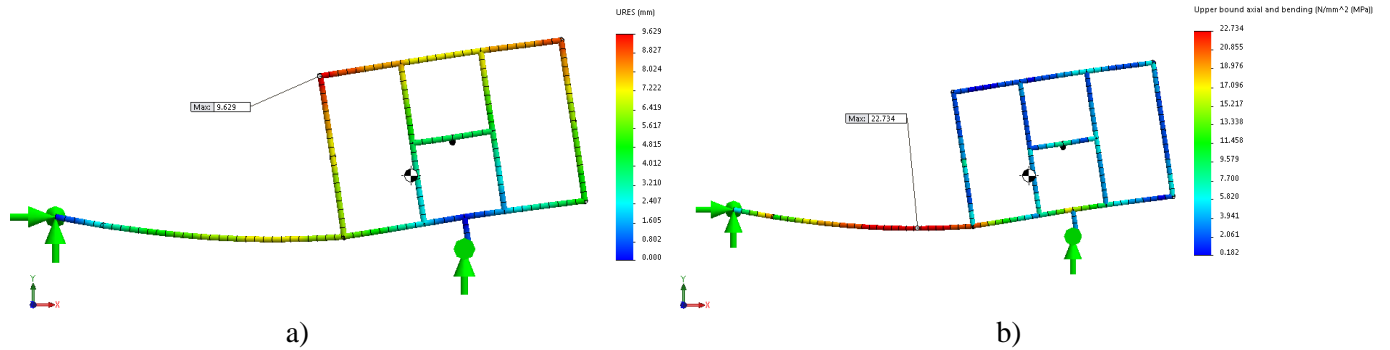 URES (mm)
9.629
8.827
8.024
7.222
6.419
5.617
4.815
4.012
3.210
2.407
1.605
0.802
0.000
Max: 9.629
Y
X
a)
Upper bound axial and bending (N/mm^2 (MPa))
22.734
20.855
18.976
17.096
15.217
13.338
11.458
9.579
7.700
5.820
3.941
2.061
0.182
Max: 22.734
Y
X
b)